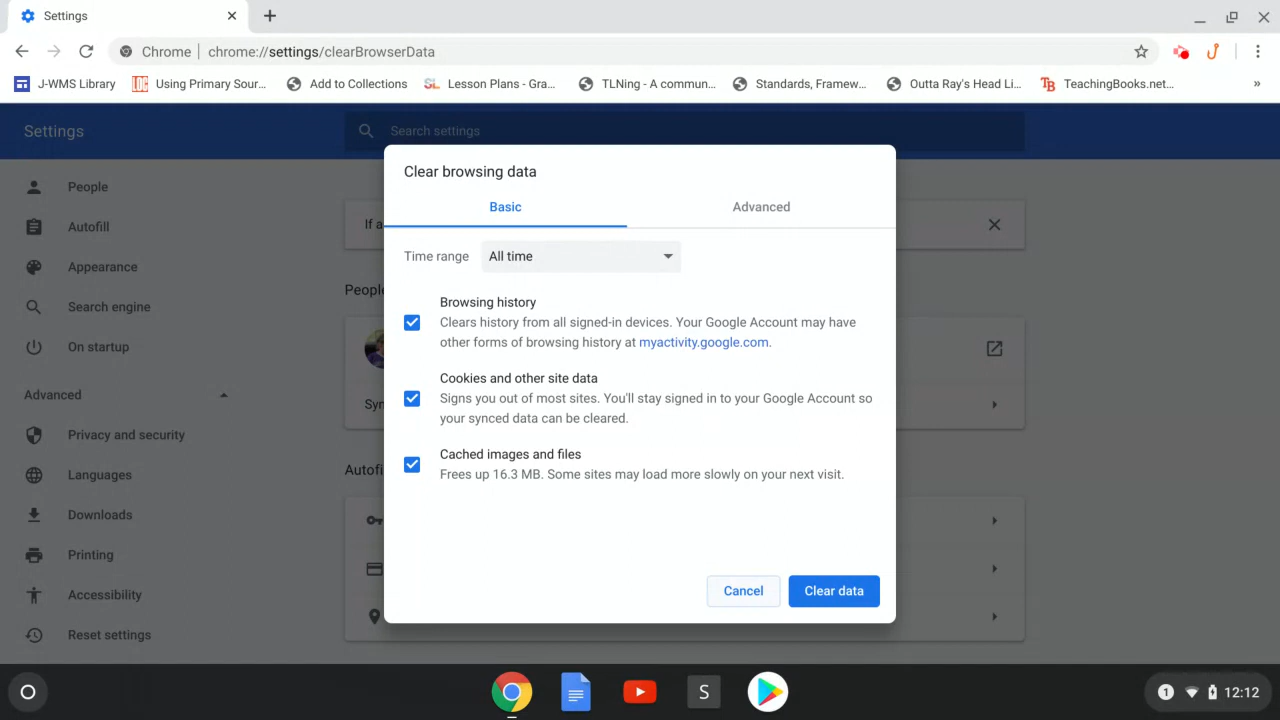 Settings
Chrome chrome://settings/clearBrowserData
J-WMS Library Using Primary Sour... Add to Collections SL Lesson Plans - Gra... TLNing - A commun... Standards, Framew... Outta Ray's Head Li... TB TeachingBooks.net... »
Settings
Search settings
People
Autofill
Appearance
Search engine
On startup
Advanced
Privacy and security
Languages
Downloads
Printing
Accessibility
Reset settings
If a
People
Syn
Autofi
Clear browsing data
Basic Advanced
Time range All time
Browsing history
Clears history from all signed-in devices. Your Google Account may have
other forms of browsing history at myactivity.google.com.
Cookies and other site data
Signs you out of most sites. You'll stay signed in to your Google Account so
your synced data can be cleared.
Cached images and files
Frees up 16.3 MB. Some sites may load more slowly on your next visit.
Cancel Clear data
S
1 12:12